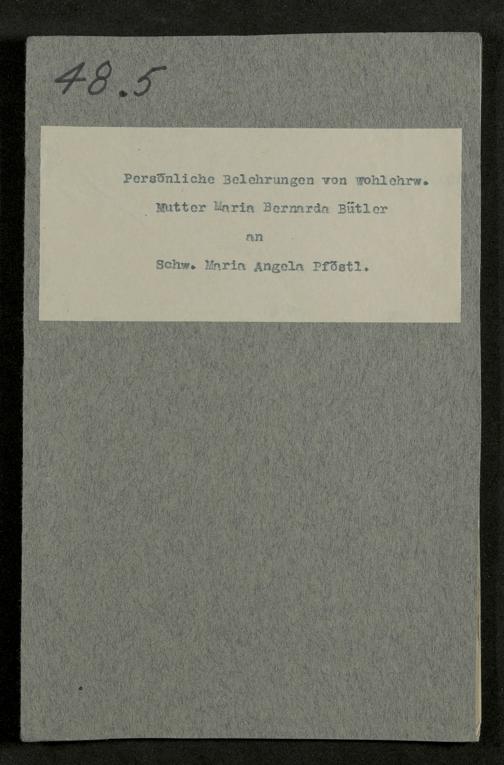 48.5
Persönliche Belehrungen von wohlehrw.
Mutter Maria Bernarda Bütler
an
Schw. Maria Angela Pföstl.